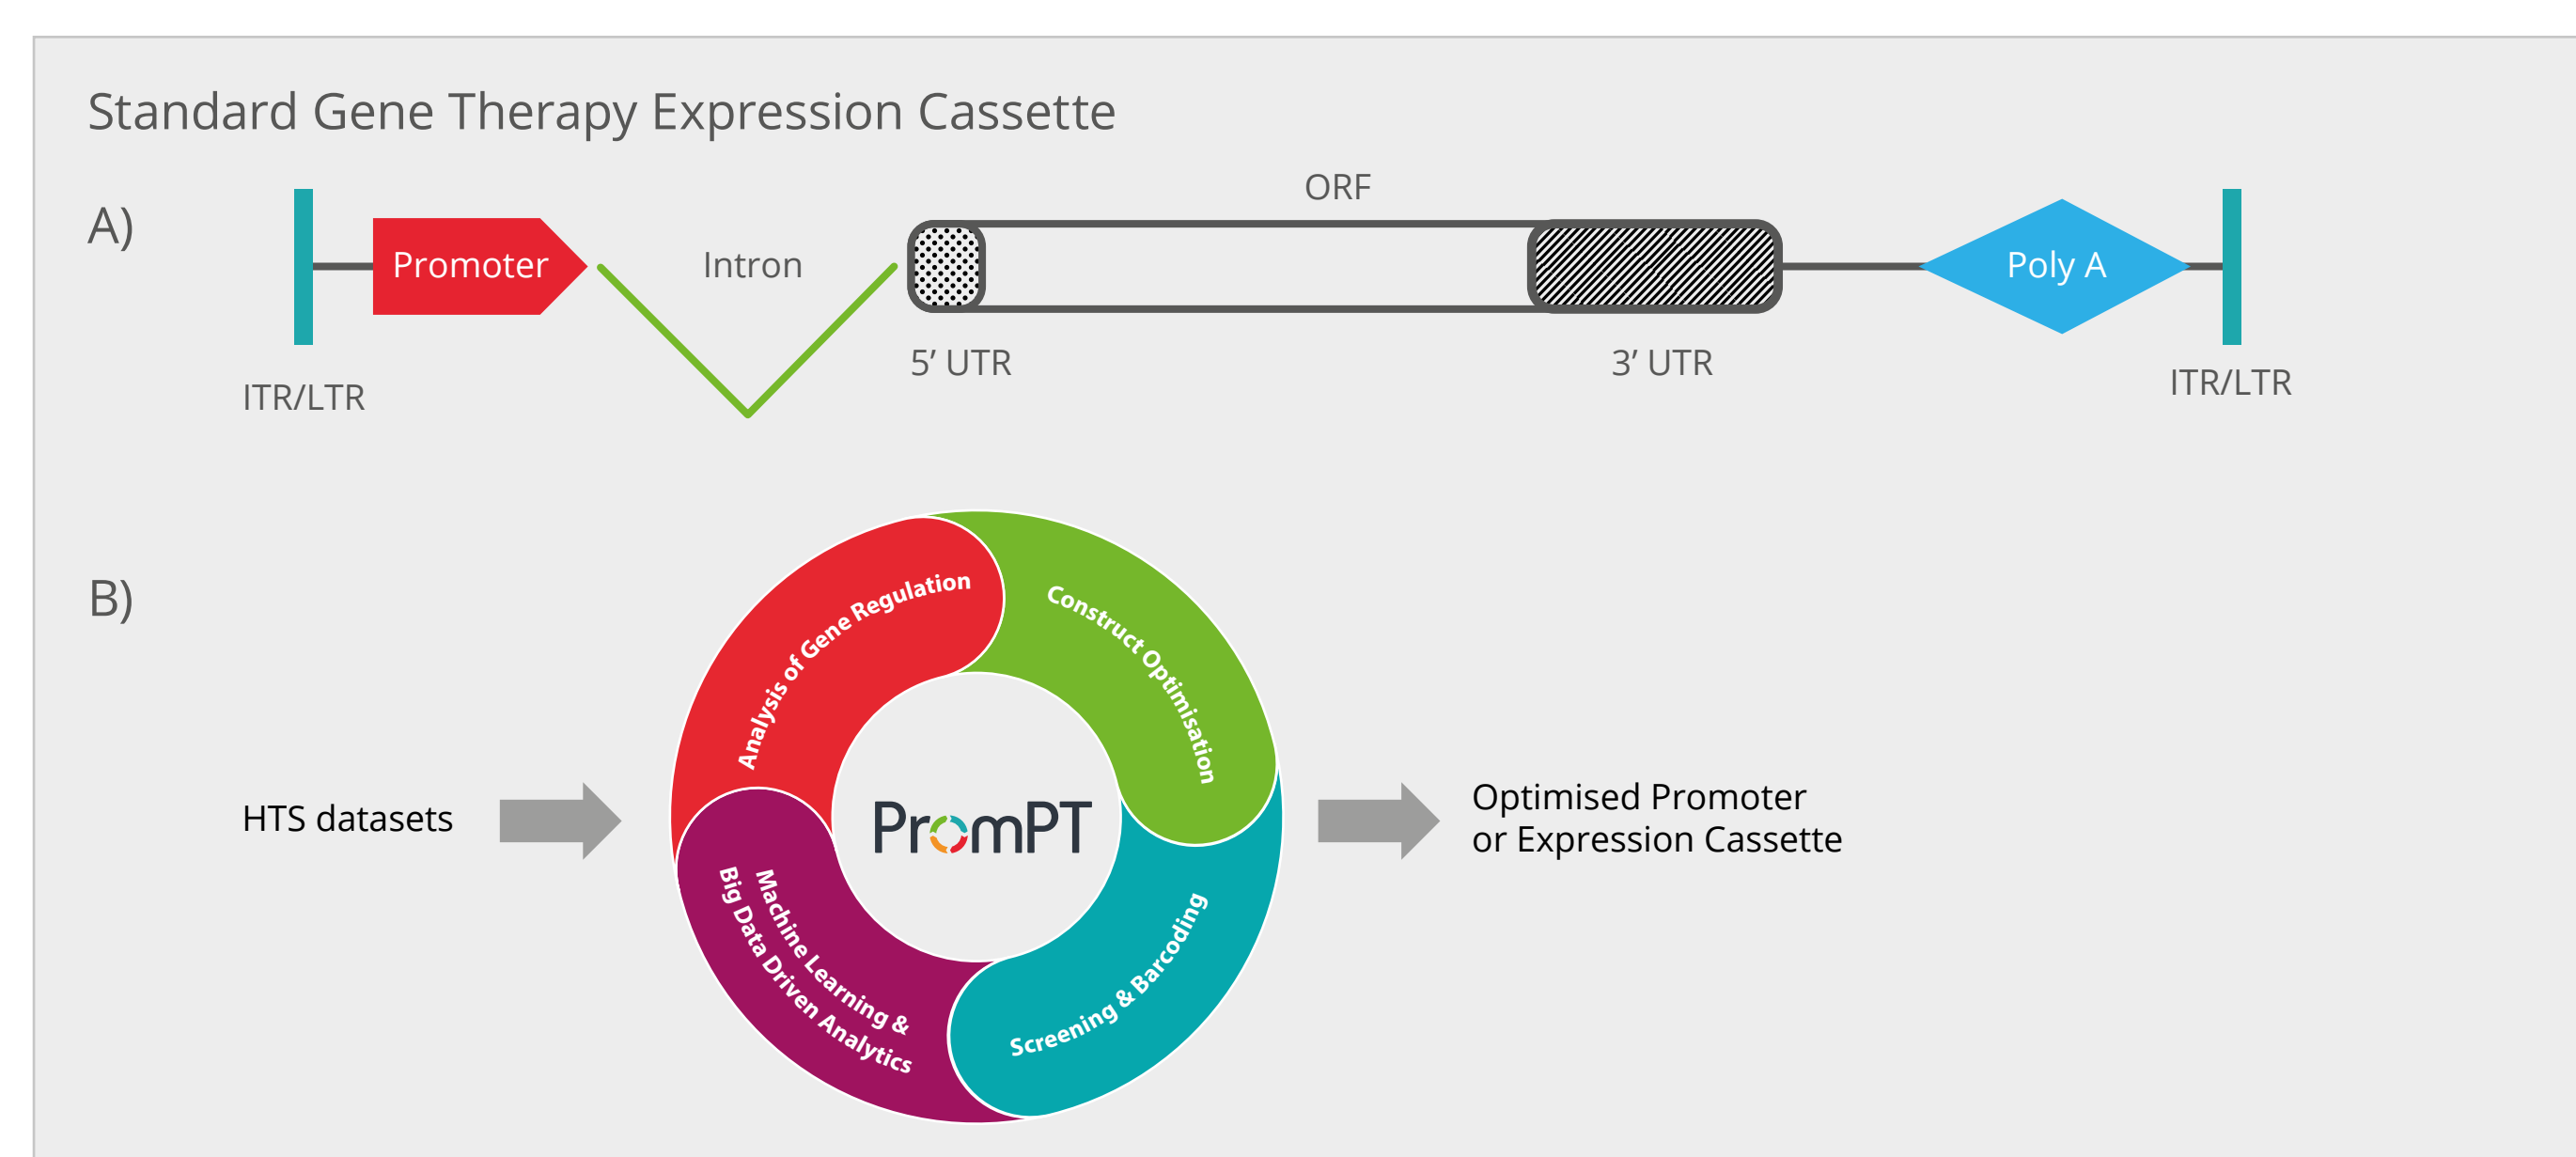 Standard Gene Therapy Expression Cassette
A)
ORF
Promoter
Intron
Poly A
5’ UTR
3’ UTR
ITR/LTR
ITR/LTR
B)
Analysis of Gene Regulation
Construct Optimisation
HTS datasets
PromPT
Optimised Promoter
or Expression Cassette
Machine Learning &
Big Data Driven Analytics
Screening & Barcoding